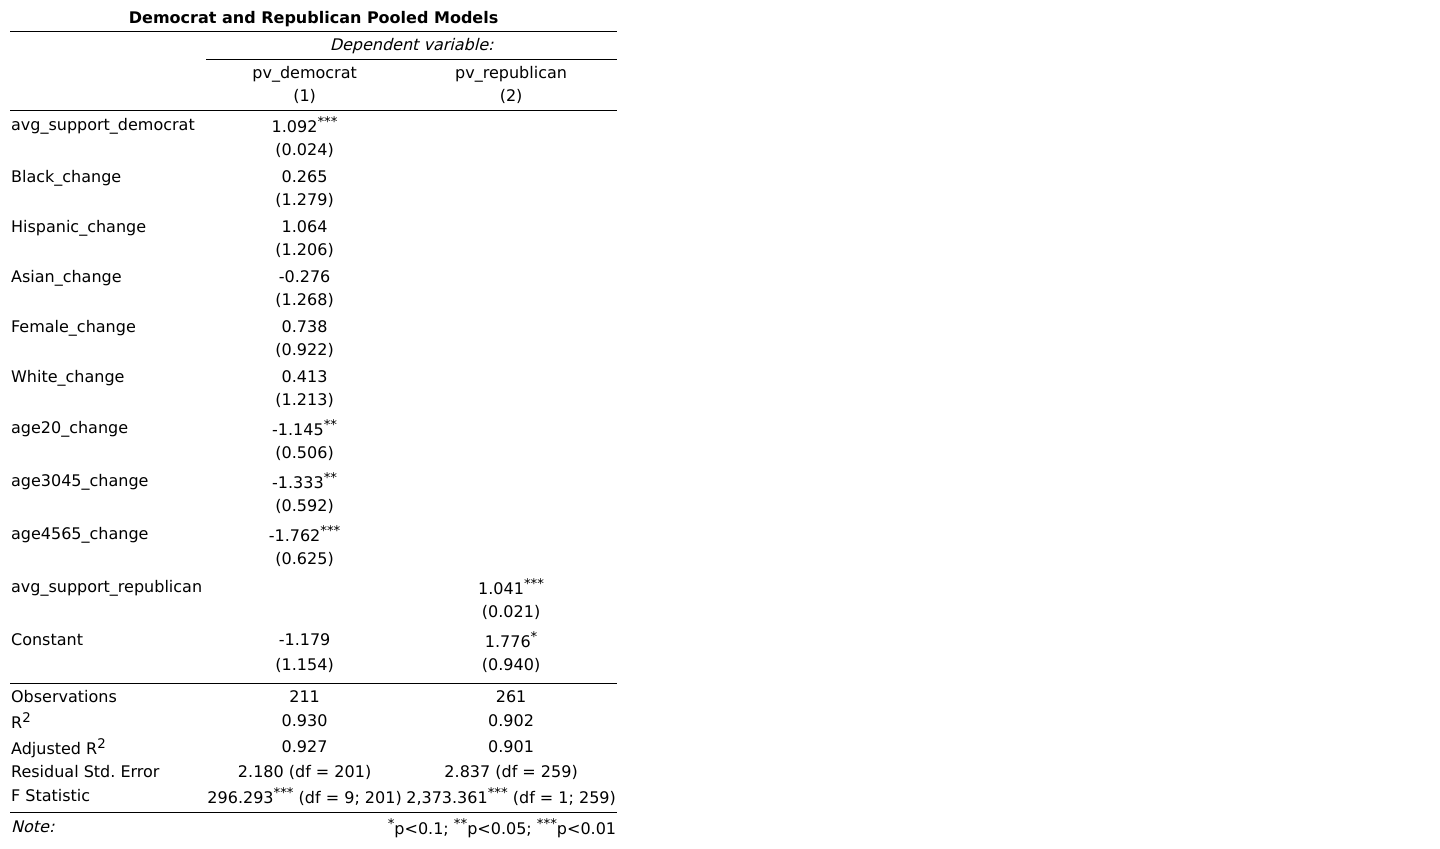 Democrat and Republican Pooled Models
Dependent variable:
pv_democrat pv_republican
(1) (2)
avg_support_democrat 1.092***
(0.024)
Black_change 0.265
(1.279)
Hispanic_change 1.064
(1.206)
Asian_change -0.276
(1.268)
Female_change 0.738
(0.922)
White_change 0.413
(1.213)
age20_change -1.145**
(0.506)
age3045_change -1.333**
(0.592)
age4565_change -1.762***
(0.625)
avg_support_republican 1.041***
(0.021)
Constant -1.179 1.776*
(1.154) (0.940)
Observations 211 261
R2 0.930 0.902
Adjusted R2 0.927 0.901
Residual Std. Error 2.180 (df = 201) 2.837 (df = 259)
F Statistic 296.293*** (df = 9; 201) 2,373.361*** (df = 1; 259)
Note: *p<0.1; **p<0.05; ***p<0.01